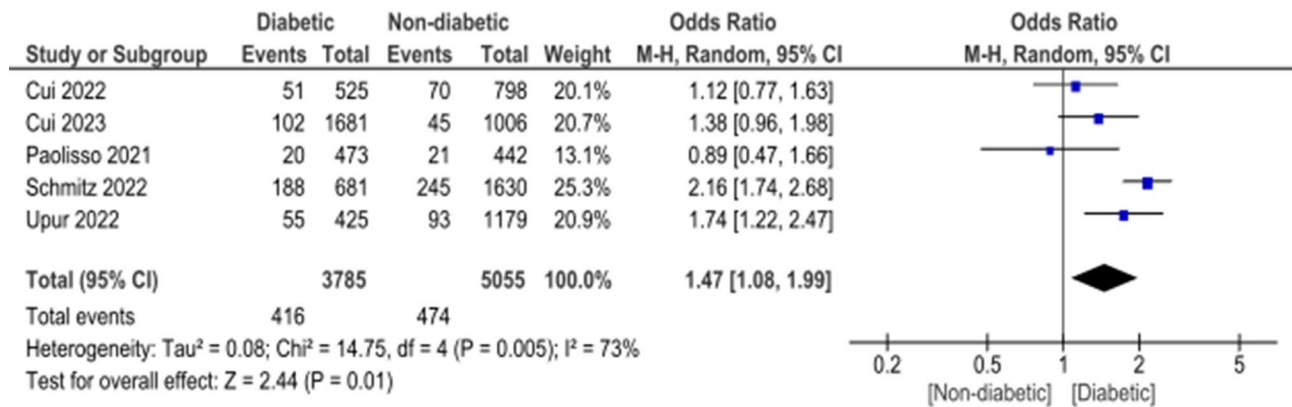 Diabetic Non-diabetic Odds Ratio Odds Ratio
Study or Subgroup Events Total Events Total Weight M-H, Random, 95% CI M-H, Random, 95% CI
Cui 2022 51 525 70 798 20.1% 1.12 [0.77, 1.63]
Cui 2023 102 1681 45 1006 20.7% 1.38 [0.96, 1.98]
Paolisso 2021 20 473 21 442 13.1% 0.89 [0.47, 1.66]
Schmitz 2022 188 681 245 1630 25.3% 2.16 [1.74, 2.68]
Upur 2022 55 425 93 1179 20.9% 1.74 [1.22, 2.47]
Total (95% CI) 3785 5055 100.0% 1.47 [1.08, 1.99]
Total events 416 474
Heterogeneity: Tau² = 0.08; Chi² = 14.75, df = 4 (P = 0.005); I² = 73%
Test for overall effect: Z = 2.44 (P = 0.01)
0.2 0.5 1 2 5
[Non-diabetic] [Diabetic]